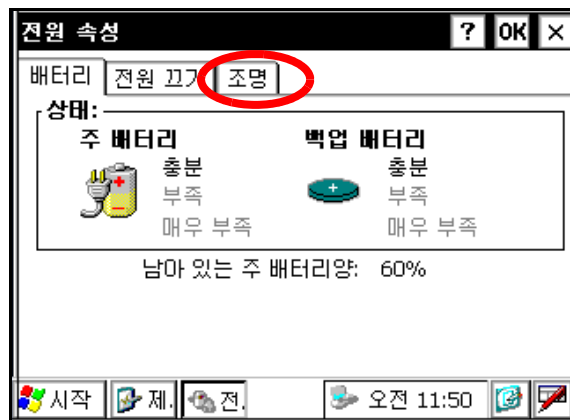 전원 속성 ? OK ×
배터리 전원 끄기 조명
상태:
주 배터리 백업 배터리
충분 충분
부족 부족
매우 부족 매우 부족
남아 있는 주 배터리양: 60%
시작 제. 전. 오전 11:50